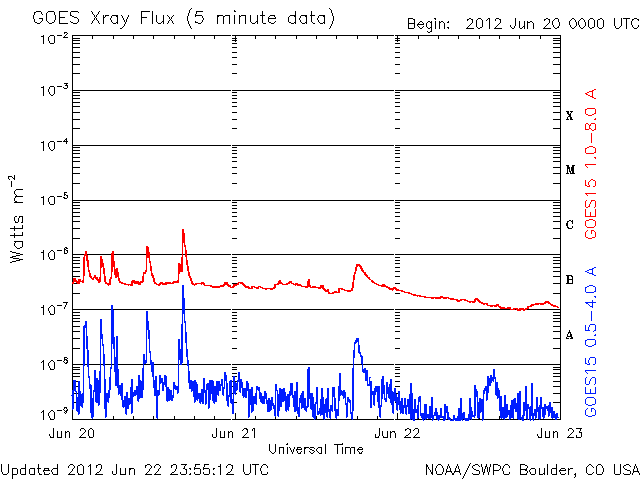 GOES Xray Flux (5 minute data)
Begin: 2012 Jun 20 0000 UTC
10⁻²
10⁻³
10⁻⁴
10⁻⁵
10⁻⁶
10⁻⁷
10⁻⁸
10⁻⁹
Watts m⁻²
X
M
C
B
A
GOES15 1.0-8.0 A
GOES15 0.5-4.0 A
Jun 20
Jun 21
Jun 22
Jun 23
Universal Time
Updated 2012 Jun 22 23:55:12 UTC
NOAA/SWPC Boulder, CO USA